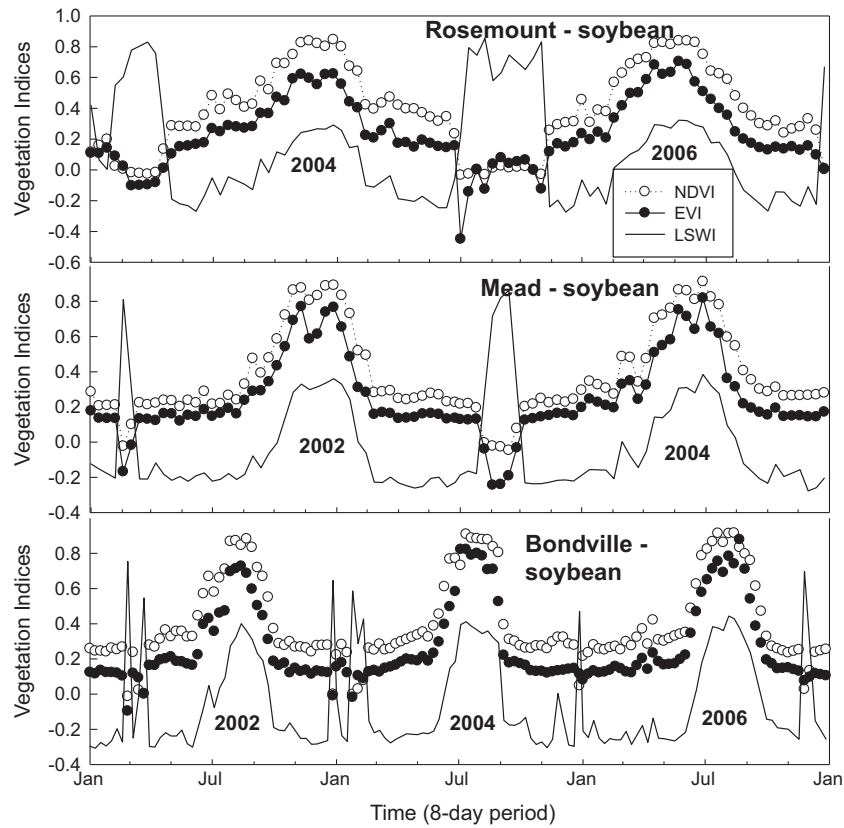 Rosemount - soybean
Vegetation Indices
1.0
0.8
0.6
0.4
0.2
0.0
-0.2
-0.4
-0.6
2004
2006
NDVI
EVI
LSWI
Mead - soybean
Vegetation Indices
0.8
0.6
0.4
0.2
0.0
-0.2
-0.4
2002
2004
Bondville -
soybean
Vegetation Indices
0.8
0.6
0.4
0.2
0.0
-0.2
-0.4
2002
2004
2006
Jan
Jul
Jan
Jul
Jan
Jul
Jan
Time (8-day period)